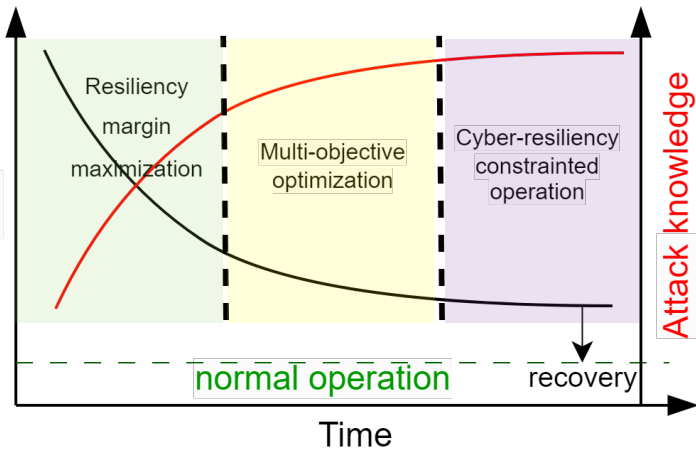 Resiliency
margin
maximization
Multi-objective
optimization
Cyber-resiliency
constrainted
operation
Attack knowledge
normal operation
recovery
Time